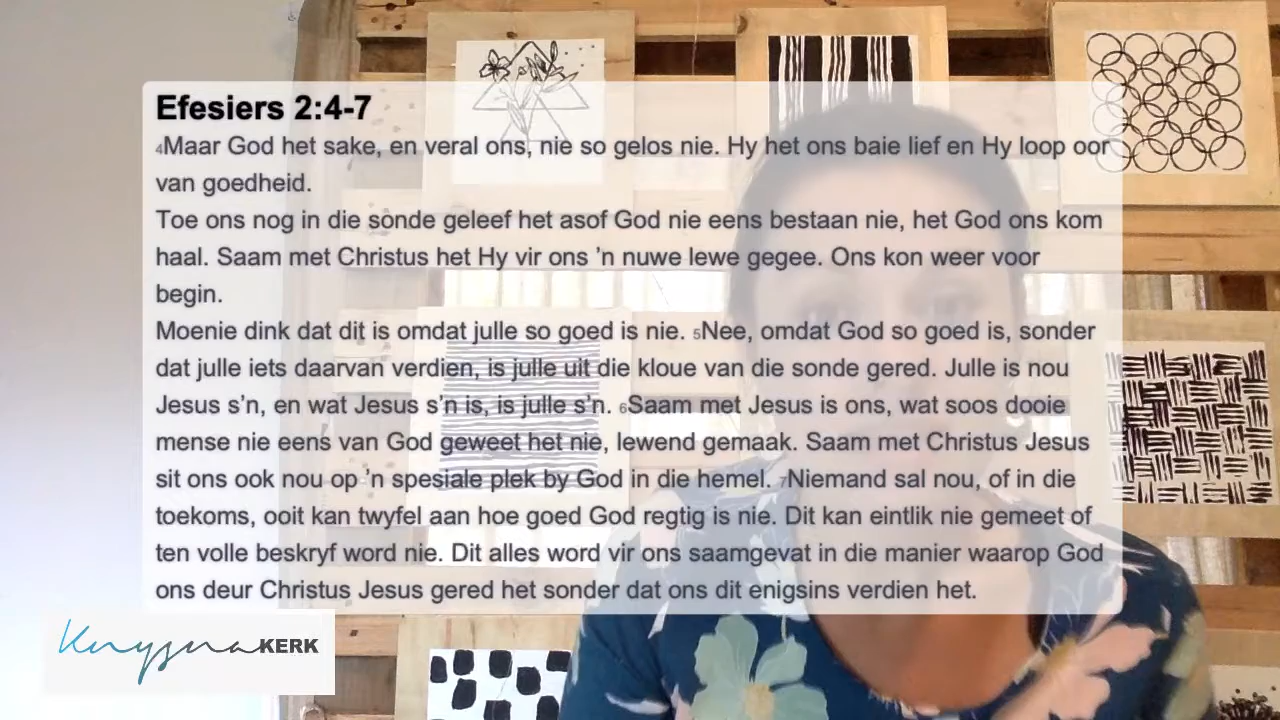 Efesiers 2:4-7
4Maar God het sake, en veral ons, nie so gelos nie. Hy het ons baie lief en Hy loop oor
van goedheid.
Toe ons nog in die sonde geleef het asof God nie eens bestaan nie, het God ons kom
haal. Saam met Christus het Hy vir ons ’n nuwe lewe gegee. Ons kon weer voor
begin.
Moenie dink dat dit is omdat julle so goed is nie. 5Nee, omdat God so goed is, sonder
dat julle iets daarvan verdien, is julle uit die kloue van die sonde gered. Julle is nou
Jesus s’n, en wat Jesus s’n is, is julle s’n. 6Saam met Jesus is ons, wat soos dooie
mense nie eens van God geweet het nie, lewend gemaak. Saam met Christus Jesus
sit ons ook nou op ’n spesiale plek by God in die hemel. 7Niemand sal nou, of in die
toekoms, ooit kan twyfel aan hoe goed God regtig is nie. Dit kan eintlik nie gemeet of
ten volle beskryf word nie. Dit alles word vir ons saamgevat in die manier waarop God
ons deur Christus Jesus gered het sonder dat ons dit enigsins verdien het.
KnysnaKERK